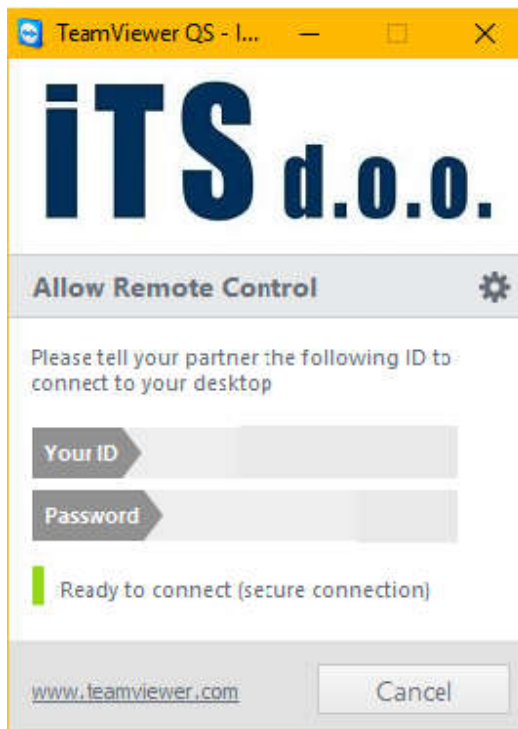 TeamViewer QS - I...
iTS d.o.o.
Allow Remote Control
Please tell your partner the following ID to
connect to your desktop
Your ID
Password
Ready to connect (secure connection)
www.teamviewer.com
Cancel